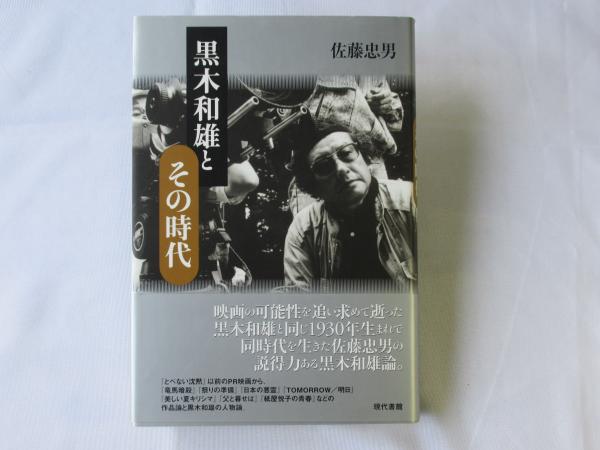 佐藤忠男
黒木和雄と
その時代
映画の可能性を追い求めて逝った
黒木和雄と同じ1930年生まれで
同時代を生きた佐藤忠男の
説得力ある黒木和雄論。
「とべない沈黙」以前のPR映画から、
「竜馬暗殺」「祭りの準備」「日本の悪霊」「TOMORROW／明日」
「美しい夏キリシマ」「父と暮せば」「紙屋悦子の青春」などの
作品論と黒木和雄の人物論。
現代書館